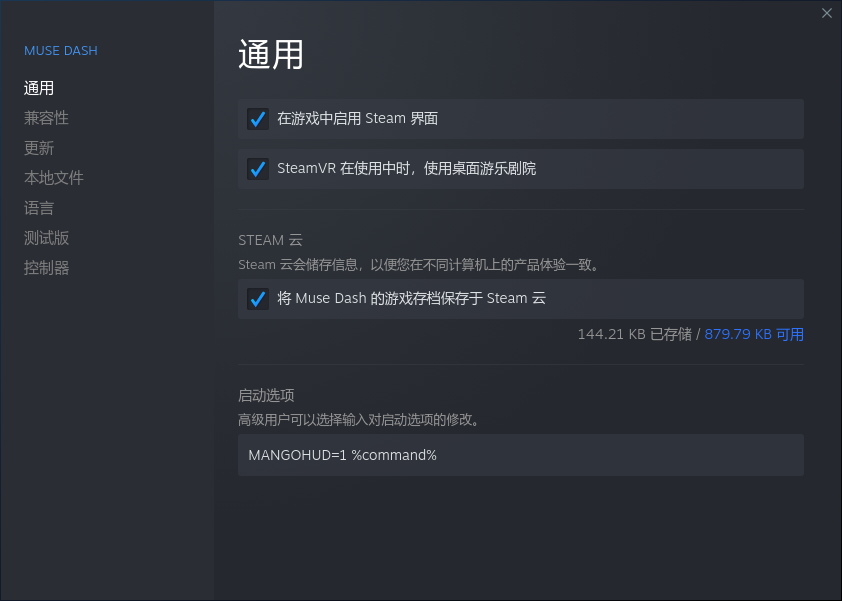 MUSE DASH
通用
兼容性
更新
本地文件
语言
测试版
控制器
通用
在游戏中启用 Steam 界面
SteamVR 在使用中时，使用桌面游乐剧院
STEAM 云
Steam 云会储存信息，以便您在不同计算机上的产品体验一致。
将 Muse Dash 的游戏存档保存于 Steam 云
144.21 KB 已存储 / 879.79 KB 可用
启动选项
高级用户可以选择输入对启动选项的修改。
MANGOHUD=1 %command%